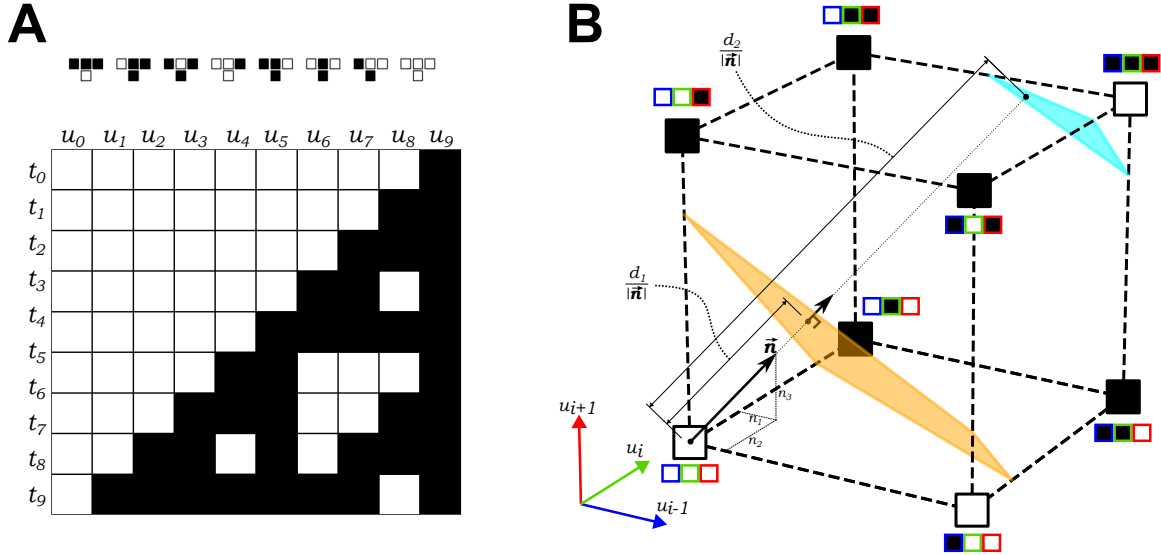 A
u0 u1 u2 u3 u4 u5 u6 u7 u8 u9
t0
t1
t2
t3
t4
t5
t6
t7
t8
t9
B
d2
|n⃗|
d1
|n⃗|
n⃗
n3
n1
n2
ui+1
ui
ui-1